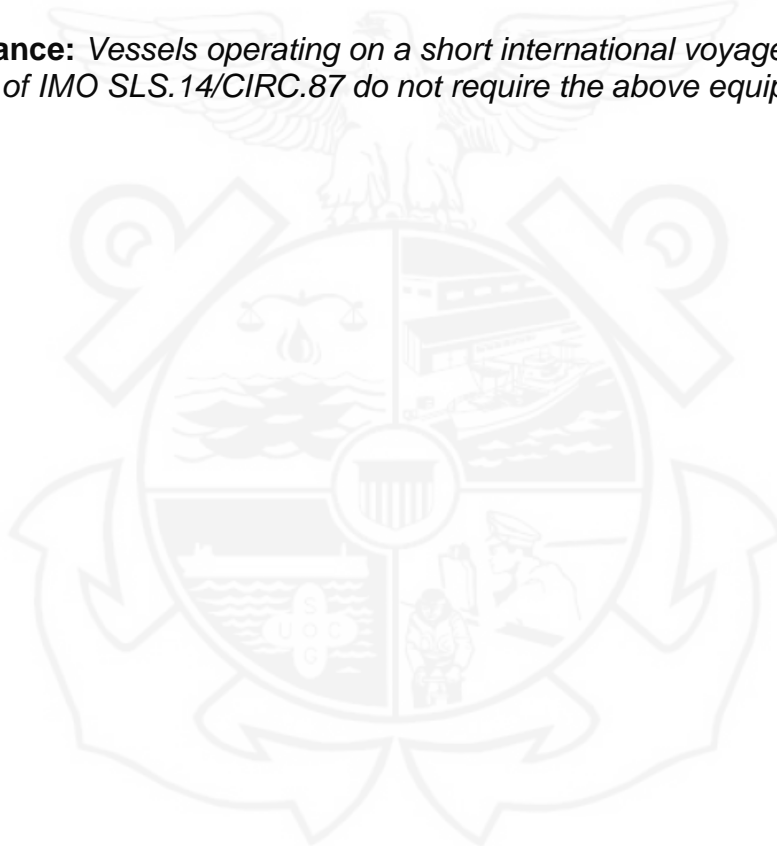 ance: Vessels operating on a short international voyage
of IMO SLS.14/CIRC.87 do not require the above equip
S
U O C
G